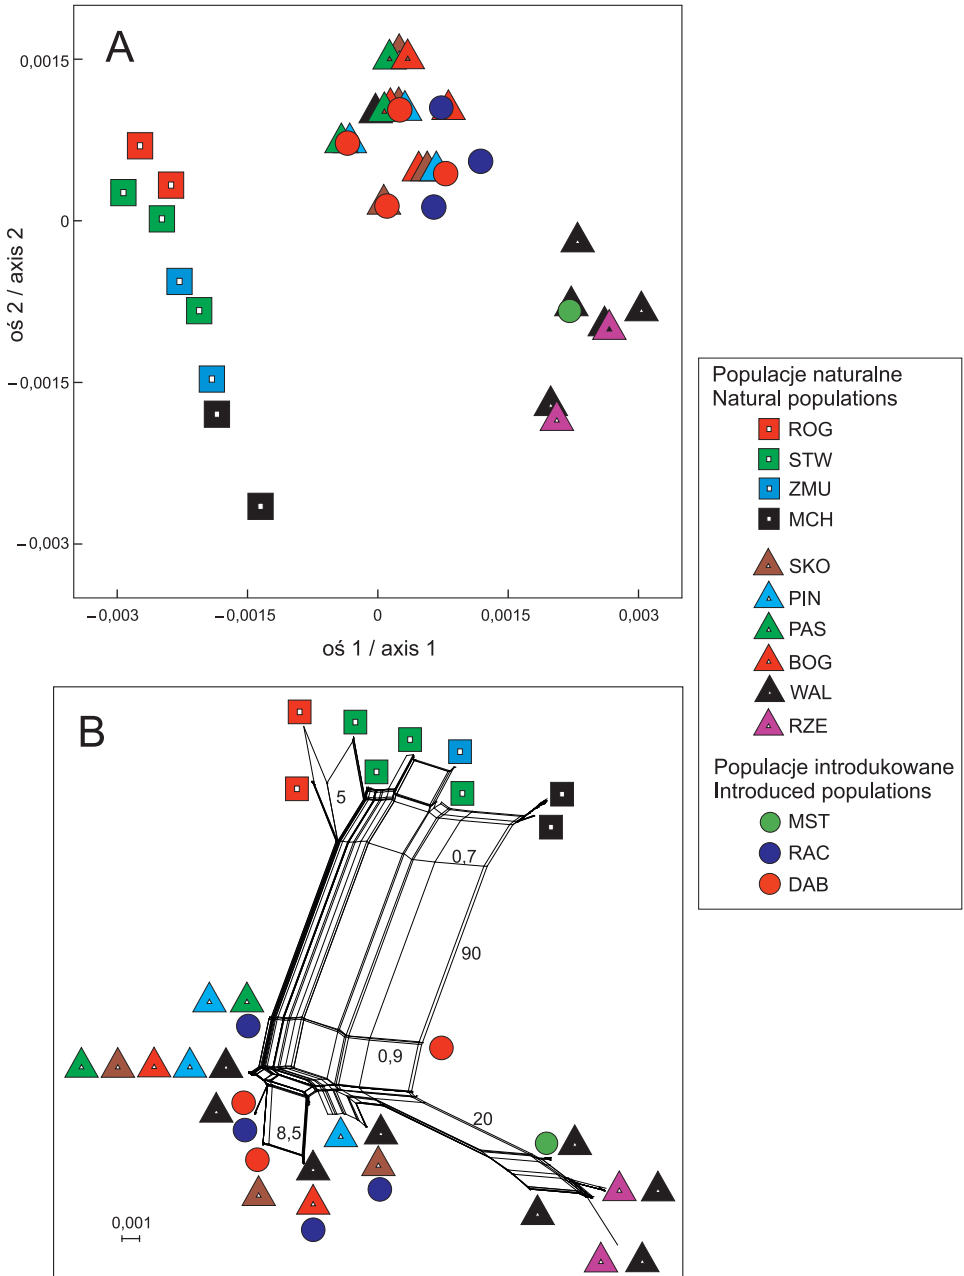 A
0,0015
0
−0,0015
−0,003
oś 2 / axis 2
−0,003
−0,0015
0
0,0015
0,003
oś 1 / axis 1
Populacje naturalne
Natural populations
ROG
STW
ZMU
MCH
SKO
PIN
PAS
BOG
WAL
RZE
Populacje introdukowane
Introduced populations
MST
RAC
DAB
B
5
0,7
90
0,9
20
8,5
0,001